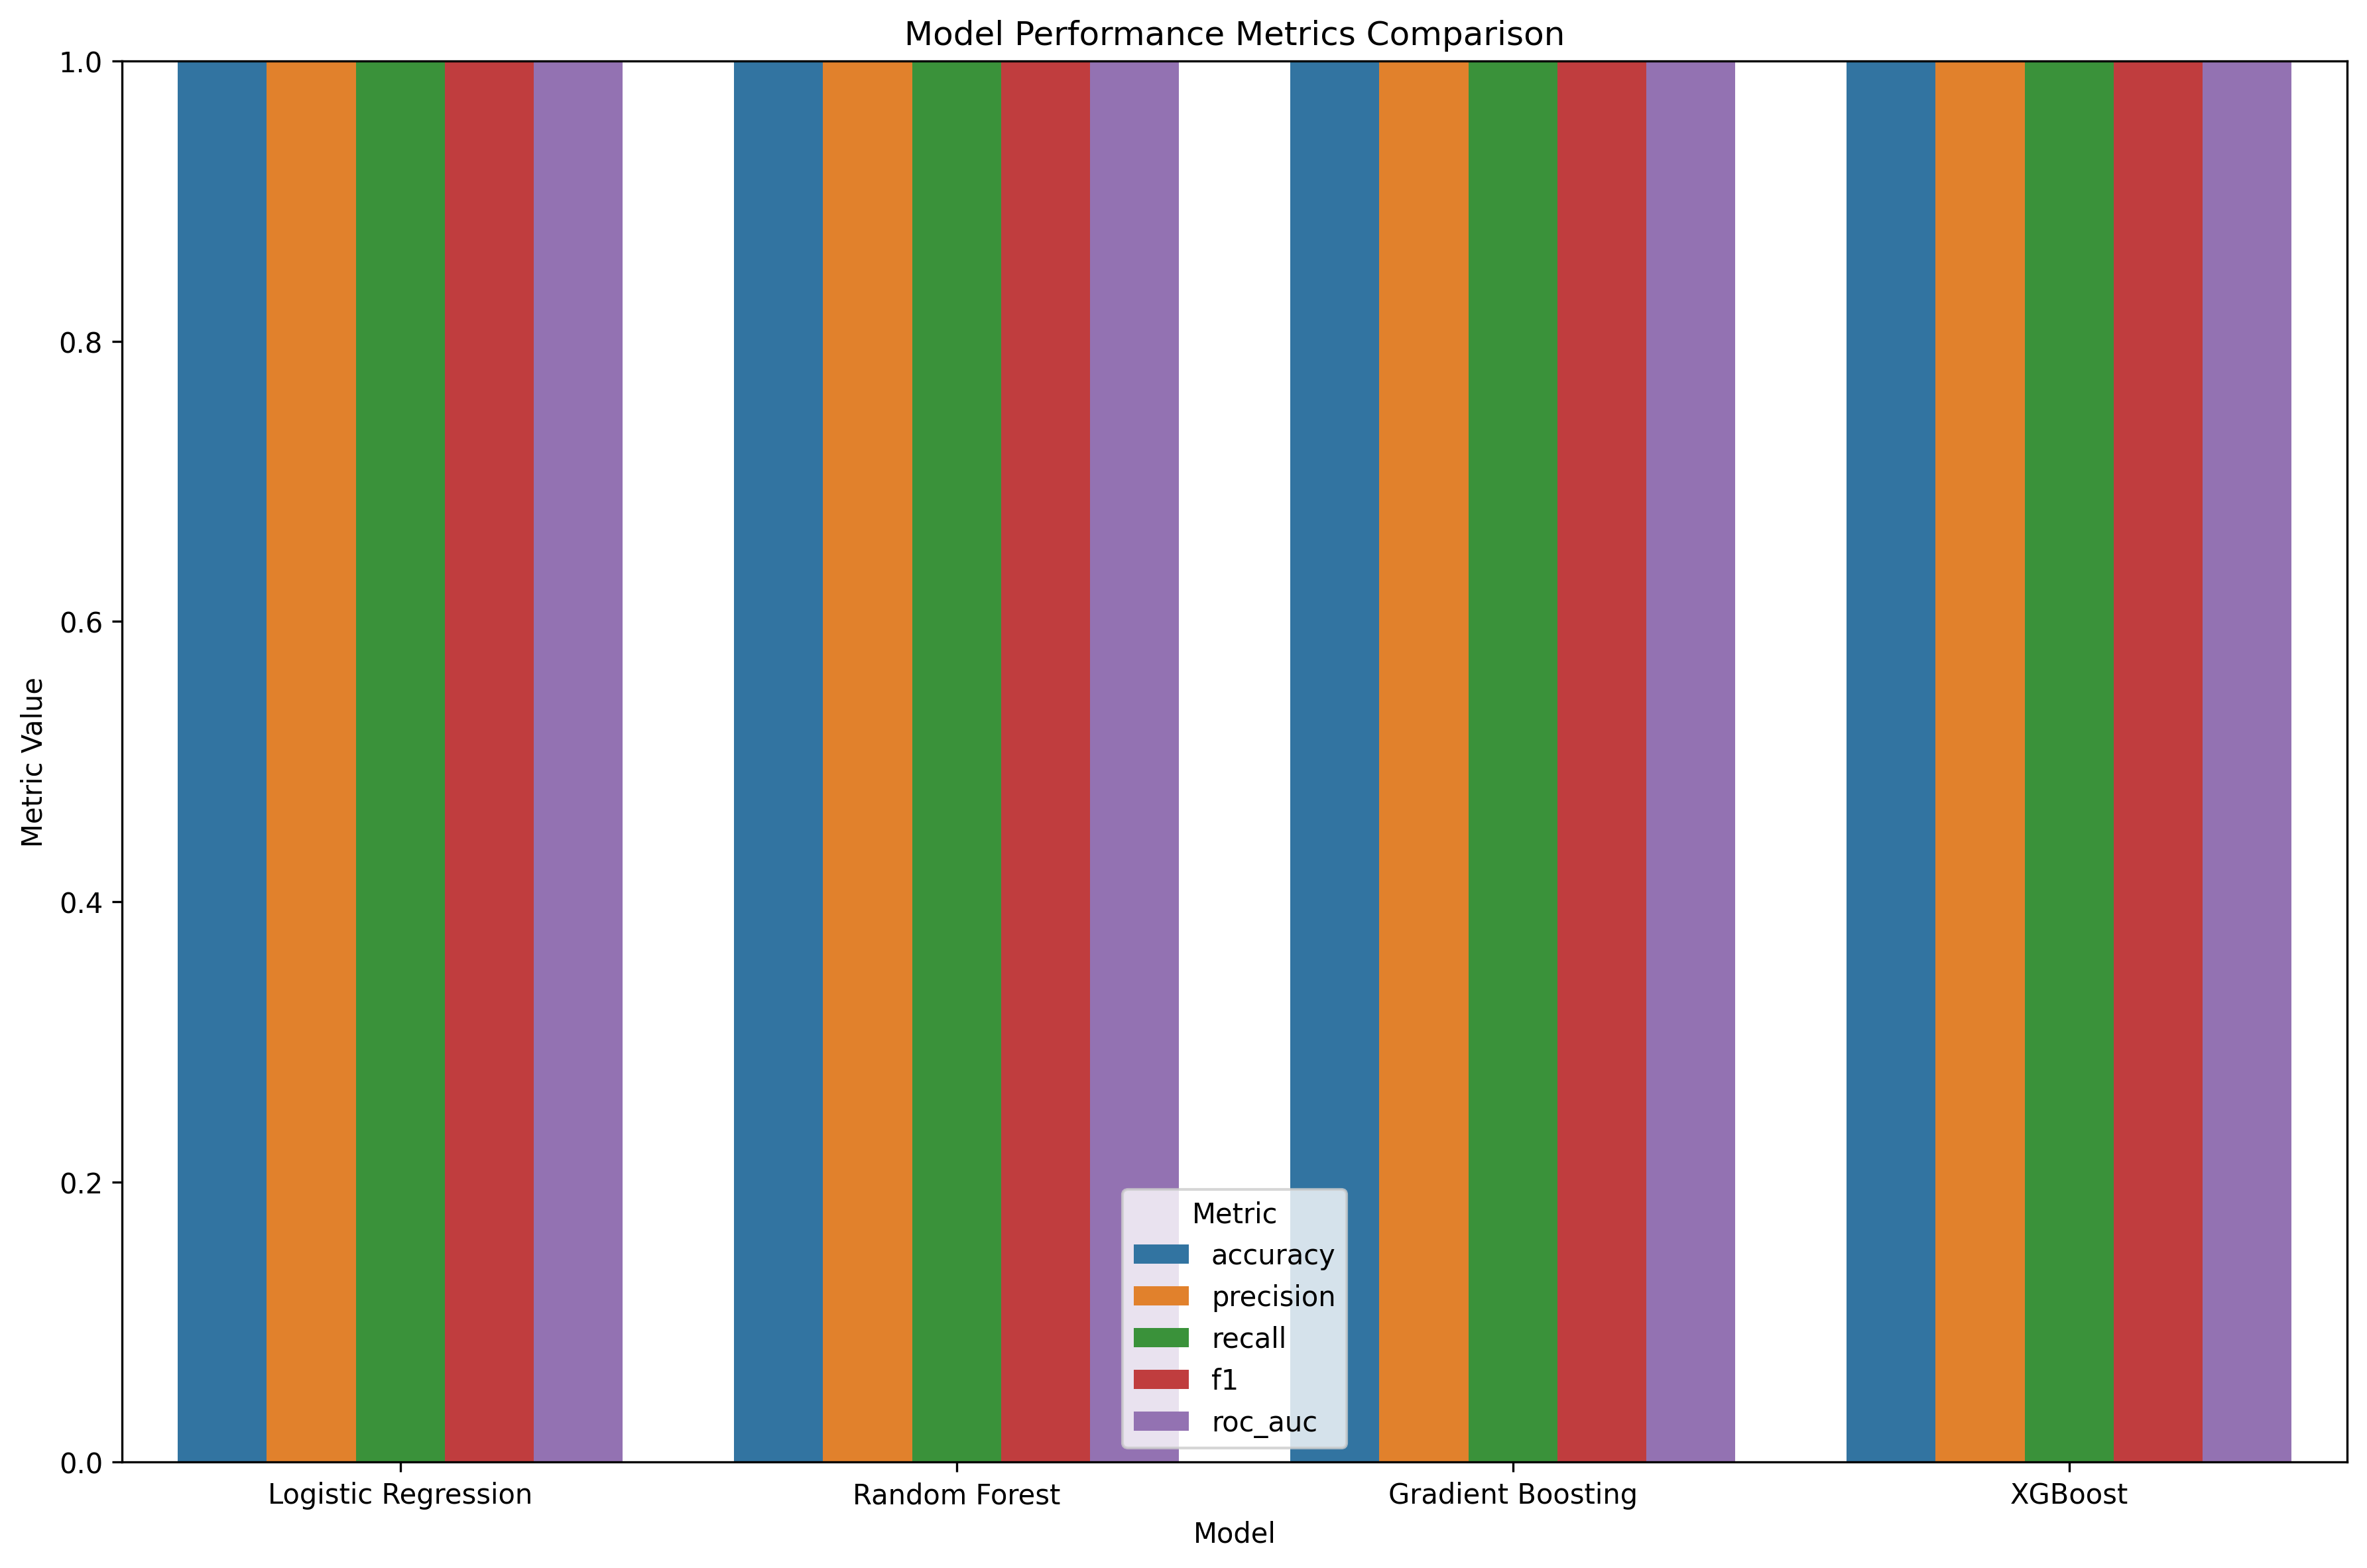 Model Performance Metrics Comparison
1.0
0.8
0.6
0.4
0.2
0.0
Metric Value
Metric
accuracy
precision
recall
f1
roc_auc
Logistic Regression
Random Forest
Gradient Boosting
XGBoost
Model